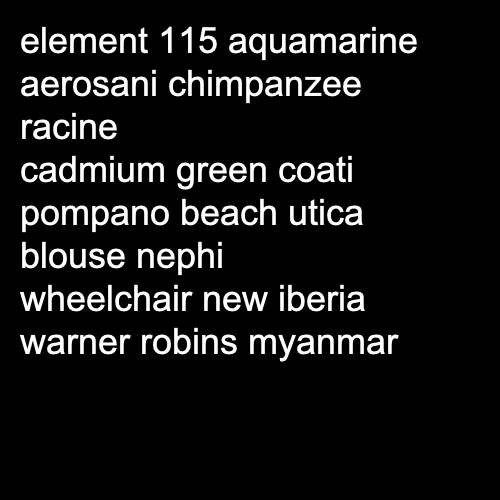 element 115 aquamarine
aerosani chimpanzee
racine
cadmium green coati
pompano beach utica
blouse nephi
wheelchair new iberia
warner robins myanmar